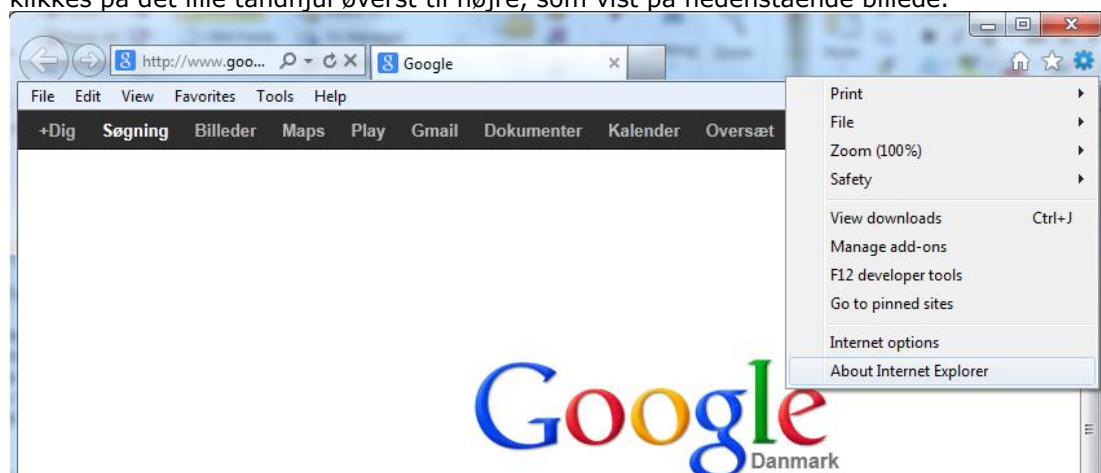 klikkes på det lille tandhjul øverst til højre, som vist på nedenstående billede.
http://www.goo... Google
File Edit View Favorites Tools Help
+Dig Søgning Billeder Maps Play Gmail Dokumenter Kalender Oversæt
Print
File
Zoom (100%)
Safety
View downloads Ctrl+J
Manage add-ons
F12 developer tools
Go to pinned sites
Internet options
About Internet Explorer
Google
Danmark